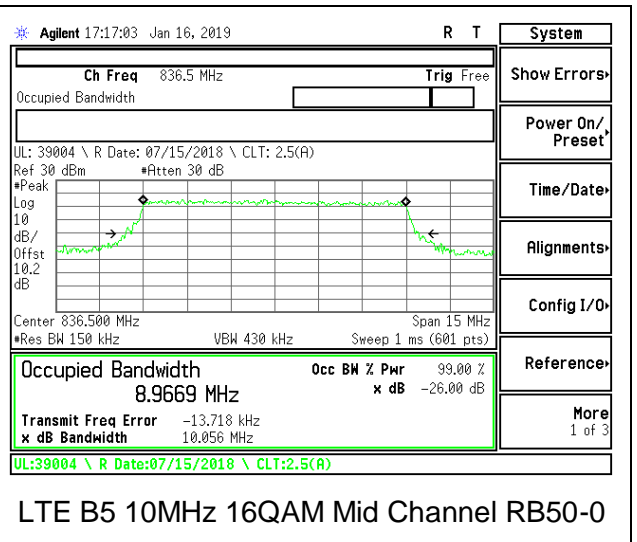 Agilent 17:17:03 Jan 16, 2019 R T
System
Ch Freq 836.5 MHz Trig Free
Occupied Bandwidth
Show Errors
Power On/
Preset
UL: 39004 \ R Date: 07/15/2018 \ CLT: 2.5(A)
Ref 30 dBm #Atten 30 dB
#Peak
Log
10
dB/
Offst
10.2
dB
Time/Date
Alignments
Config I/O
Center 836.500 MHz Span 15 MHz
#Res BW 150 kHz VBW 430 kHz Sweep 1 ms (601 pts)
Occupied Bandwidth Occ BW % Pwr 99.00 %
8.9669 MHz x dB -26.00 dB
Reference
Transmit Freq Error -13.718 kHz
x dB Bandwidth 10.056 MHz
More
1 of 3
UL:39004 \ R Date:07/15/2018 \ CLT:2.5(A)
LTE B5 10MHz 16QAM Mid Channel RB50-0